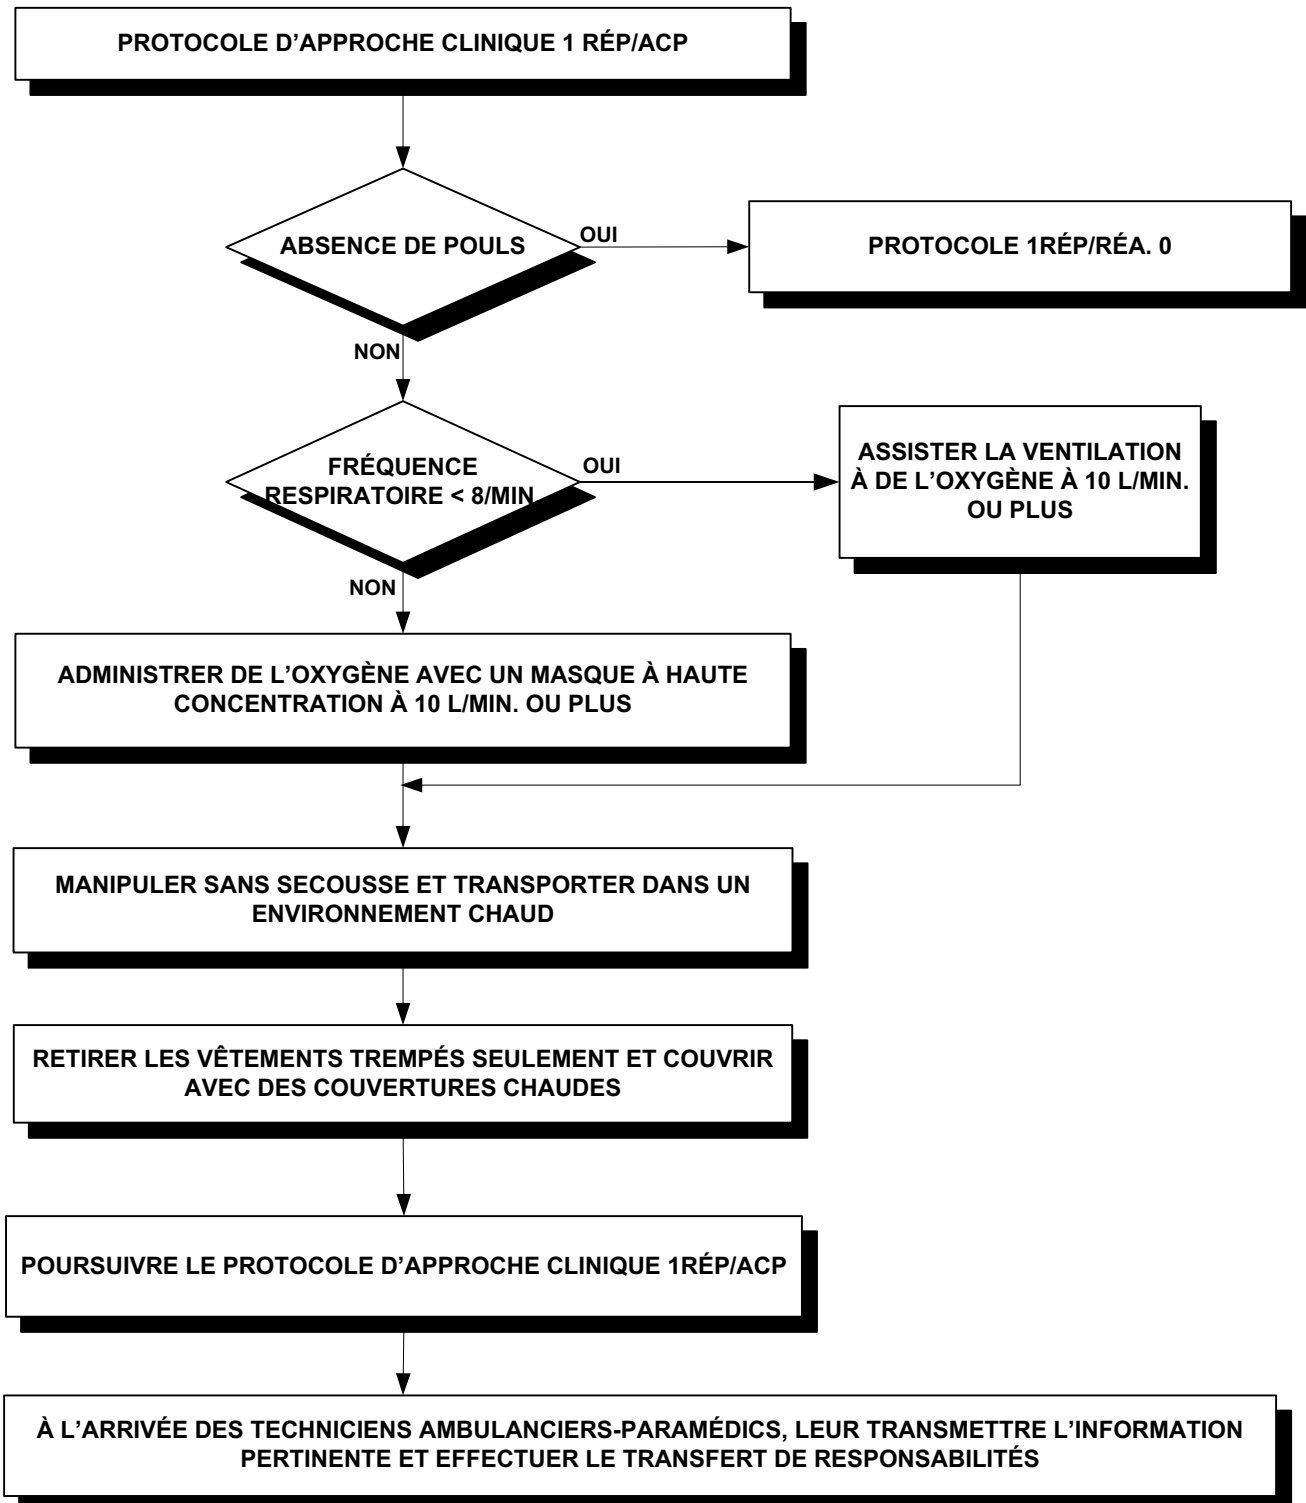 PROTOCOLE D'APPROCHE CLINIQUE 1 RÉP/ACP
ABSENCE DE POULS
OUI
PROTOCOLE 1RÉP/RÉA. 0
NON
FRÉQUENCE
RESPIRATOIRE < 8/MIN
OUI
ASSISTER LA VENTILATION
À DE L'OXYGÈNE À 10 L/MIN.
OU PLUS
NON
ADMINISTRER DE L'OXYGÈNE AVEC UN MASQUE À HAUTE
CONCENTRATION À 10 L/MIN. OU PLUS
MANIPULER SANS SECOUSSE ET TRANSPORTER DANS UN
ENVIRONNEMENT CHAUD
RETIRER LES VÊTEMENTS TREMPÉS SEULEMENT ET COUVRIR
AVEC DES COUVERTURES CHAUDES
POURSUIVRE LE PROTOCOLE D'APPROCHE CLINIQUE 1RÉP/ACP
À L'ARRIVÉE DES TECHNICIENS AMBULANCIERS-PARAMÉDICS, LEUR TRANSMETTRE L'INFORMATION
PERTINENTE ET EFFECTUER LE TRANSFERT DE RESPONSABILITÉS